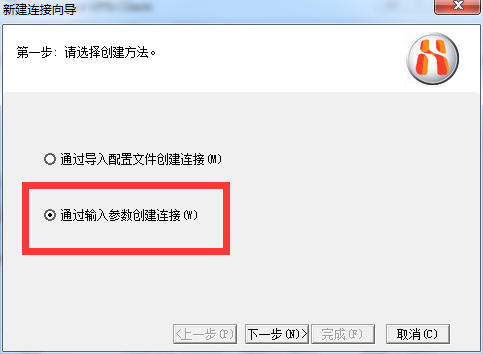 新建连接向导
第一步: 请选择创建方法。
通过导入配置文件创建连接(M)
通过输入参数创建连接(W)
<上一步(P)
下一步(N)>
完成(F)
取消(C)